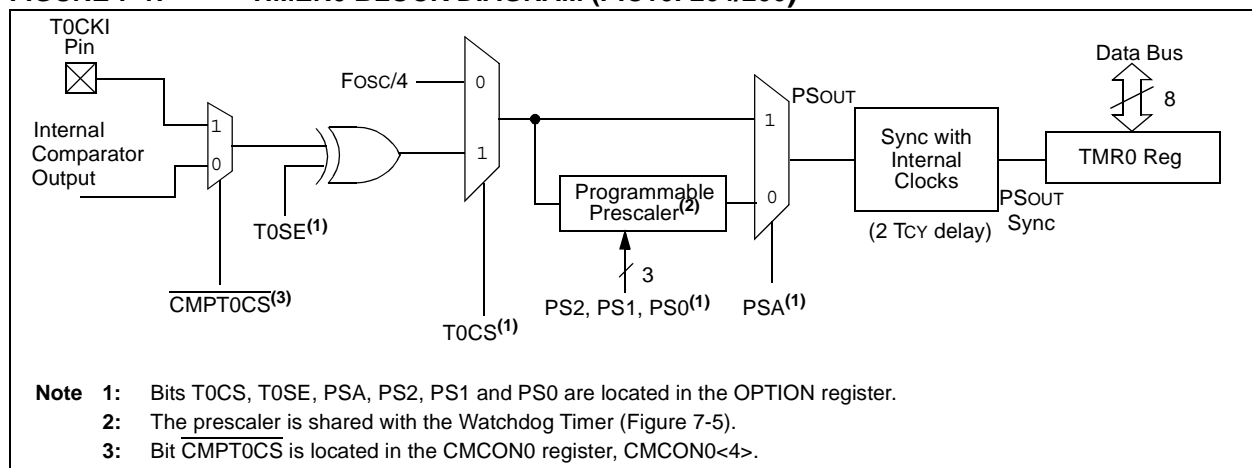 T0CKI
Pin
Internal
Comparator
Output
1
0
T0SE(1)
CMPT0CS(3)
FOSC/4
0
1
T0CS(1)
Programmable
Prescaler(2)
3
PS2, PS1, PS0(1)
1
0
PSOUT
PSA(1)
Sync with
Internal
Clocks
(2 TCY delay)
PSOUT
Sync
Data Bus
8
TMR0 Reg
Note 1: Bits T0CS, T0SE, PSA, PS2, PS1 and PS0 are located in the OPTION register.
2: The prescaler is shared with the Watchdog Timer (Figure 7-5).
3: Bit CMPT0CS is located in the CMCON0 register, CMCON0<4>.